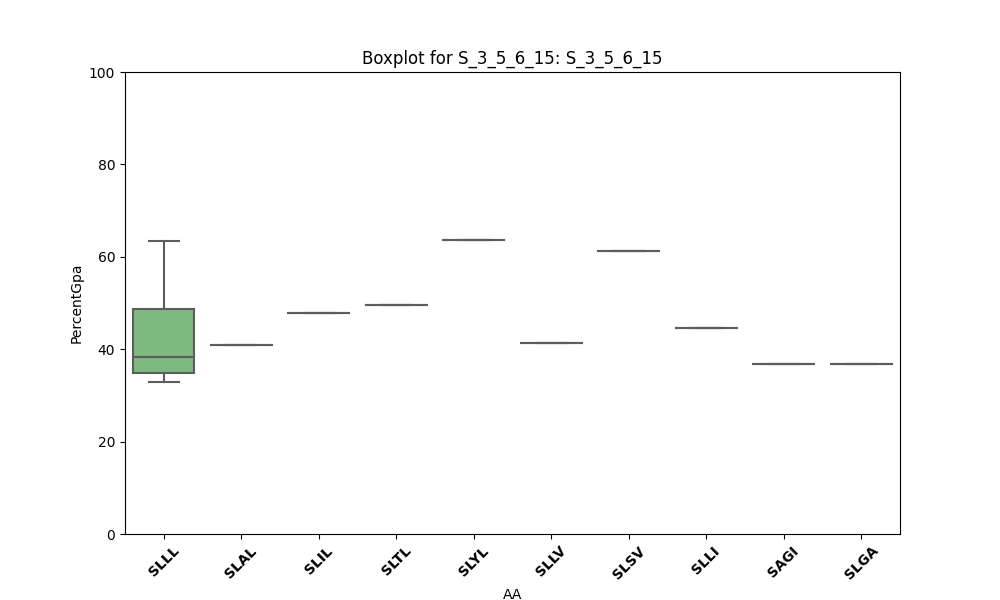 Boxplot for S_3_5_6_15: S_3_5_6_15
100
80
60
40
20
0
PercentGpa
SLLL SLAL SLIL SLTL SLYL SLLV SLSV SLLI SAGI SLGA
AA